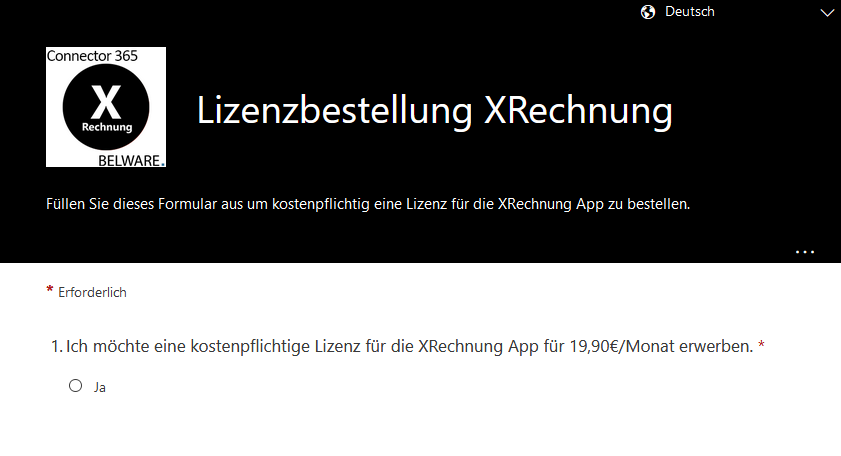 Deutsch
Connector 365
X
Rechnung
BELWARE.
Lizenzbestellung XRechnung
Füllen Sie dieses Formular aus um kostenpflichtig eine Lizenz für die XRechnung App zu bestellen.
...
* Erforderlich
1. Ich möchte eine kostenpflichtige Lizenz für die XRechnung App für 19,90€/Monat erwerben. *
Ja